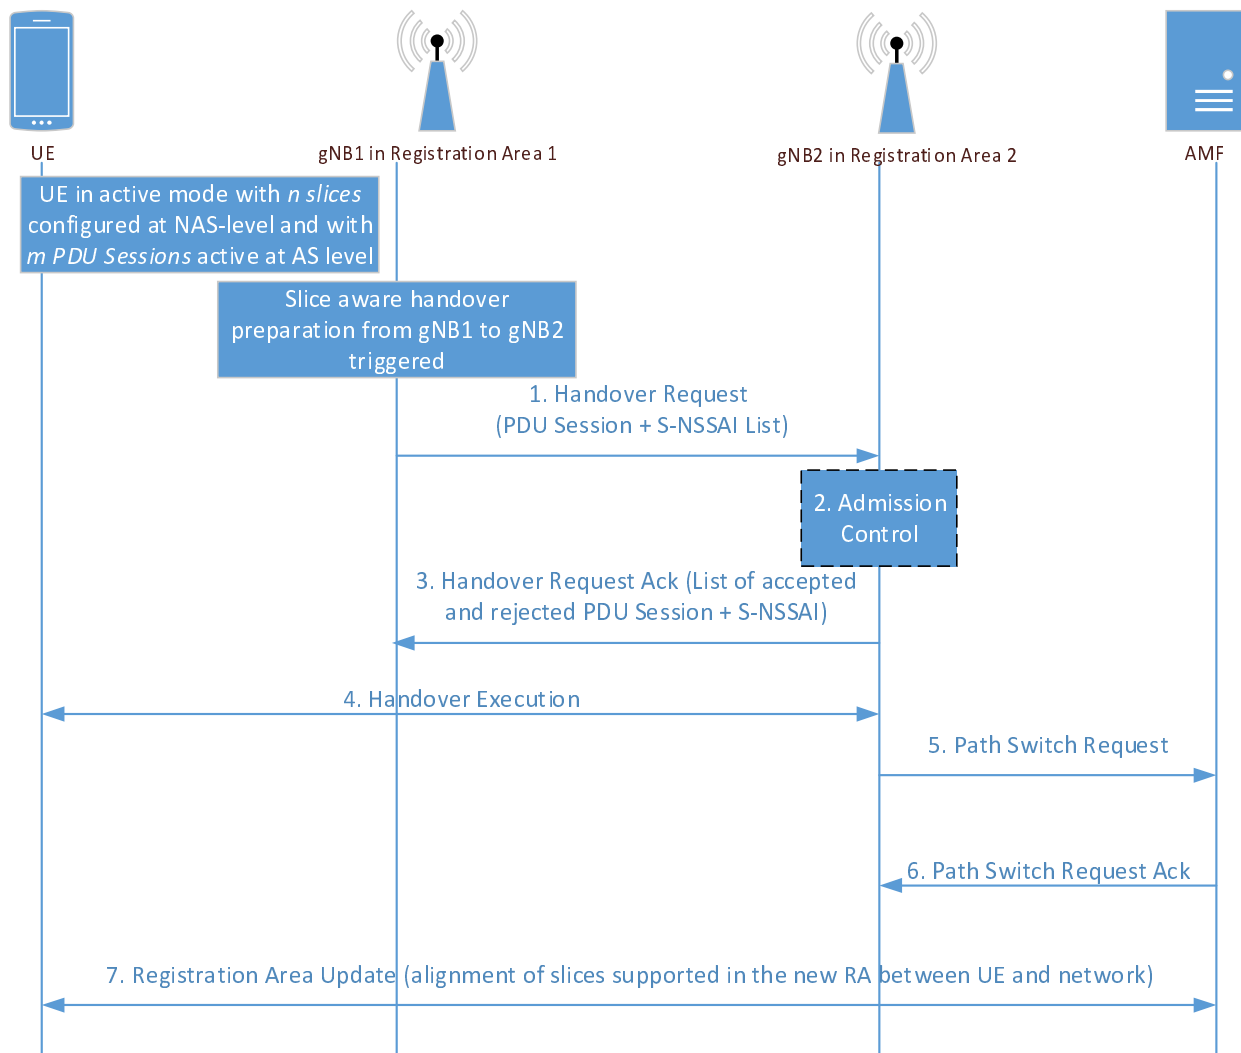 UE
gNB1 in Registration Area 1
gNB2 in Registration Area 2
AMF
UE in active mode with n slices
configured at NAS-level and with
m PDU Sessions active at AS level
Slice aware handover
preparation from gNB1 to gNB2
triggered
1. Handover Request
(PDU Session + S-NSSAI List)
2. Admission
Control
3. Handover Request Ack (List of accepted
and rejected PDU Session + S-NSSAI)
4. Handover Execution
5. Path Switch Request
6. Path Switch Request Ack
7. Registration Area Update (alignment of slices supported in the new RA between UE and network)